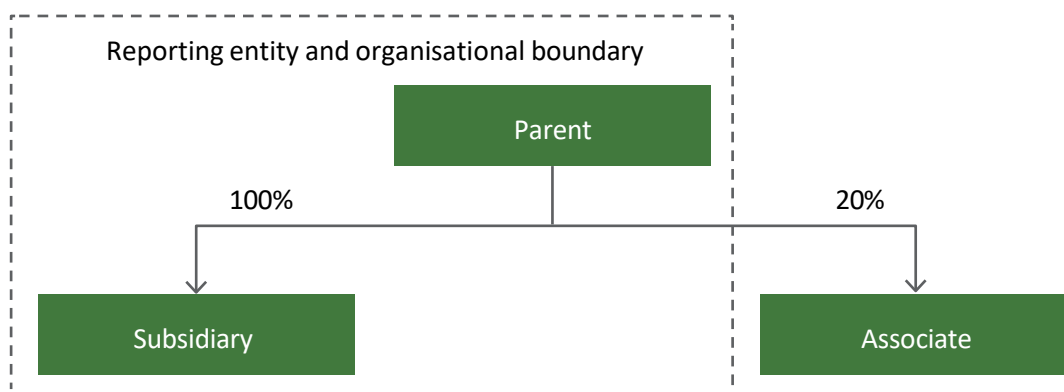 Reporting entity and organisational boundary
Parent
100%
20%
Subsidiary
Associate